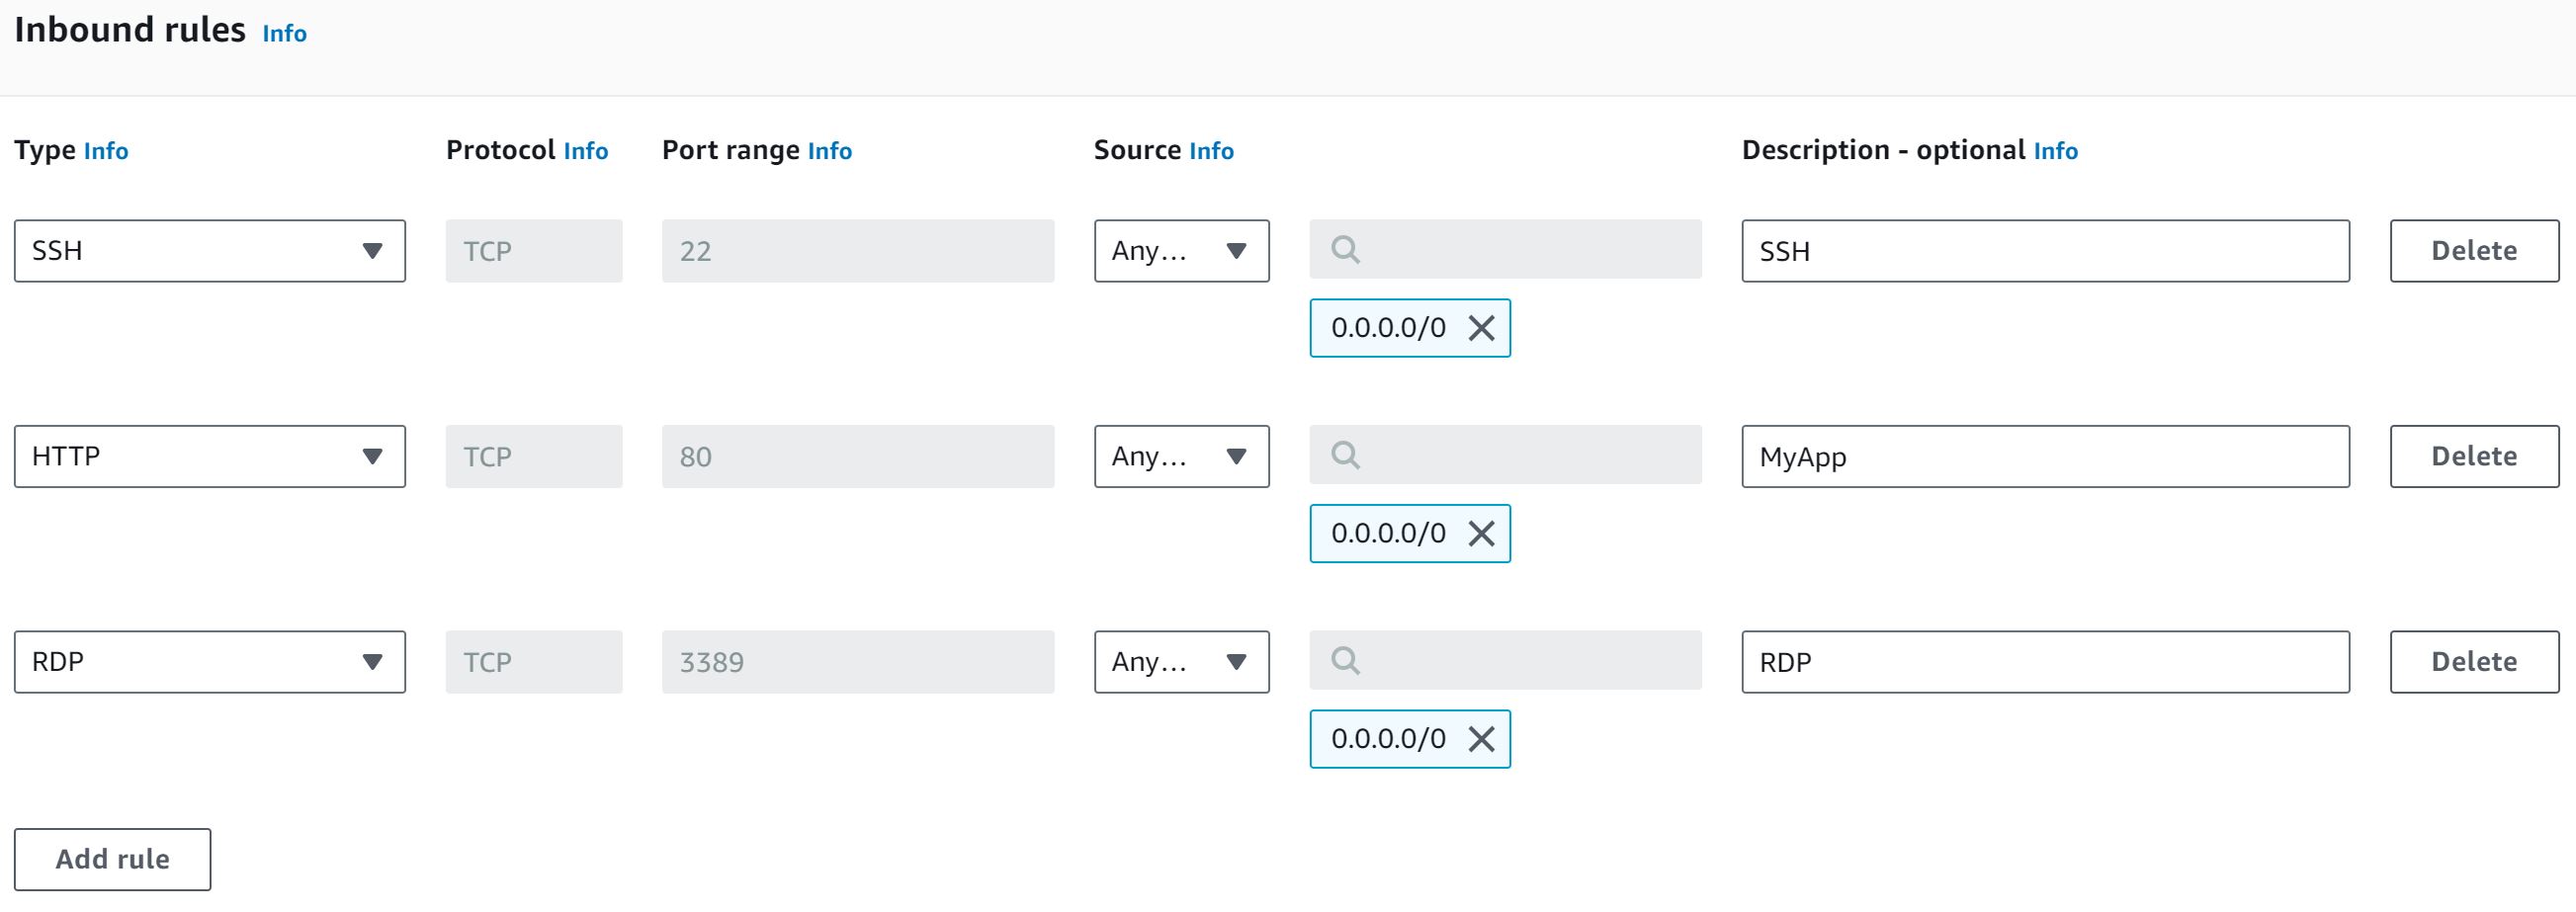 Inbound rules Info
Type Info Protocol Info Port range Info Source Info Description - optional Info
SSH TCP 22 Any... SSH Delete
0.0.0.0/0
HTTP TCP 80 Any... MyApp Delete
0.0.0.0/0
RDP TCP 3389 Any... RDP Delete
0.0.0.0/0
Add rule